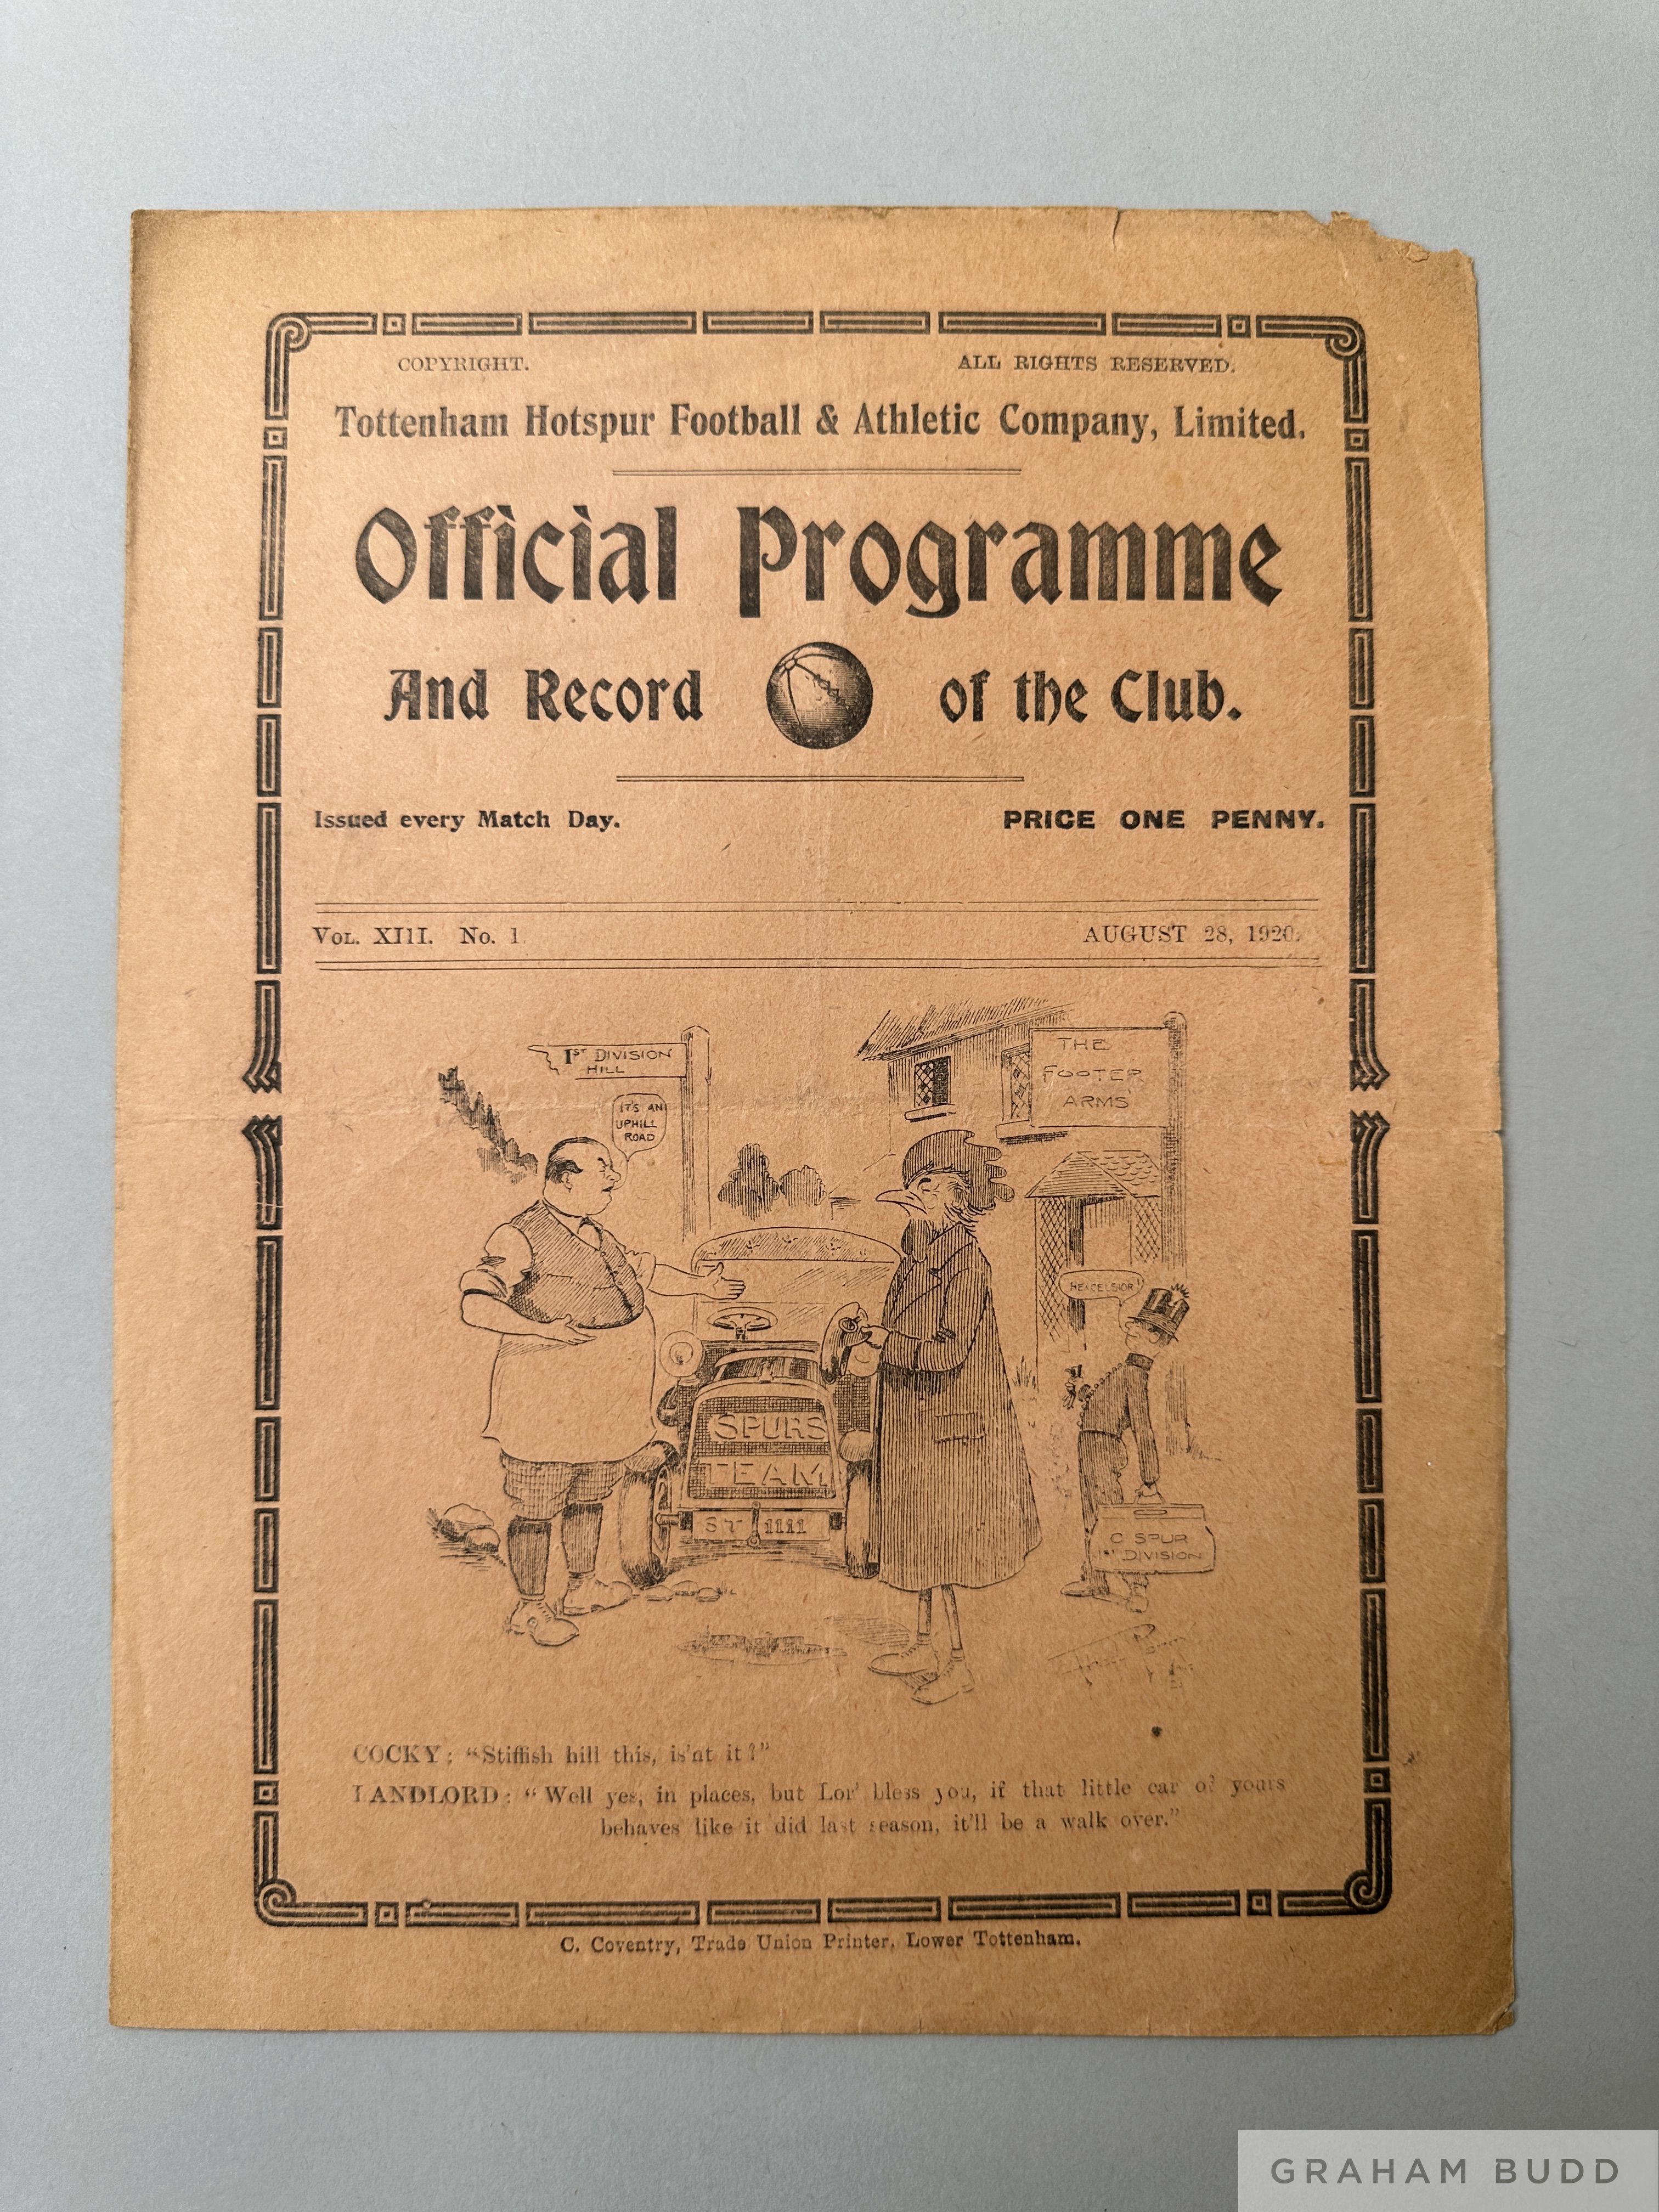 COPYRIGHT. ALL RIGHTS RESERVED.
Tottenham Hotspur Football & Athletic Company, Limited.
Official Programme
And Record of the Club.
Issued every Match Day. PRICE ONE PENNY.
VOL. XIII. No. 1. AUGUST 28, 1920.
1ST DIVISION
HILL
IT'S AN
UPHILL
ROAD
THE
FOOTER
ARMS
HEXCELSIOR!
SPURS
TEAM
ST 1111
C SPUR
1ST DIVISION
COCKY: "Stiffish hill this, is'nt it?"
LANDLORD: "Well yes, in places, but Lor' bless you, if that little car of yours
behaves like it did last season, it'll be a walk over."
C. Coventry, Trade Union Printer, Lower Tottenham.
GRAHAM BUDD